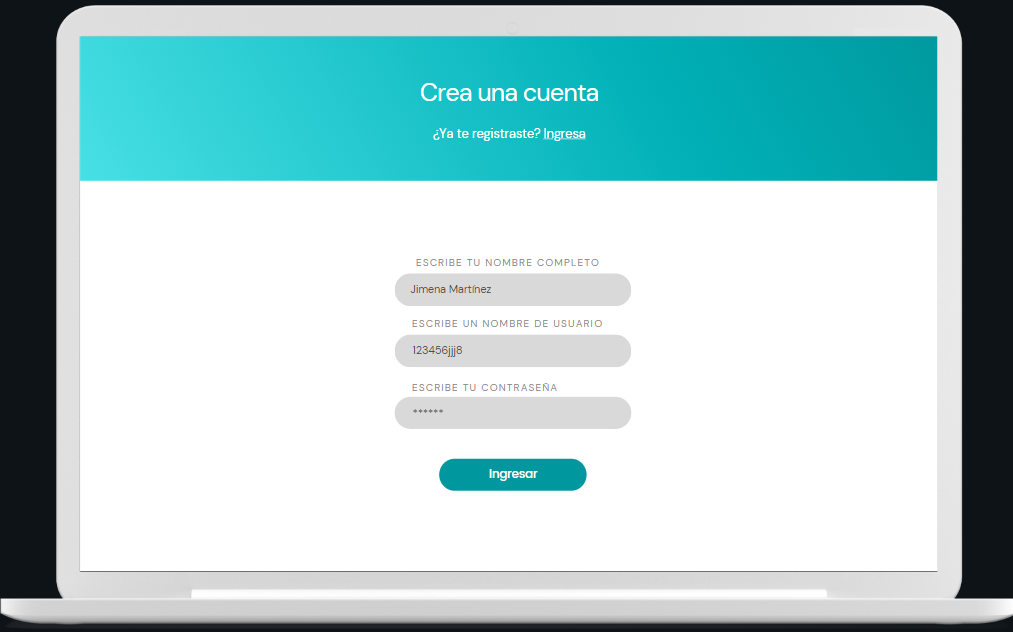 Crea una cuenta
¿Ya te registraste? Ingresa
ESCRIBE TU NOMBRE COMPLETO
Jimena Martínez
ESCRIBE UN NOMBRE DE USUARIO
123456jjj8
ESCRIBE TU CONTRASEÑA
******
Ingresar